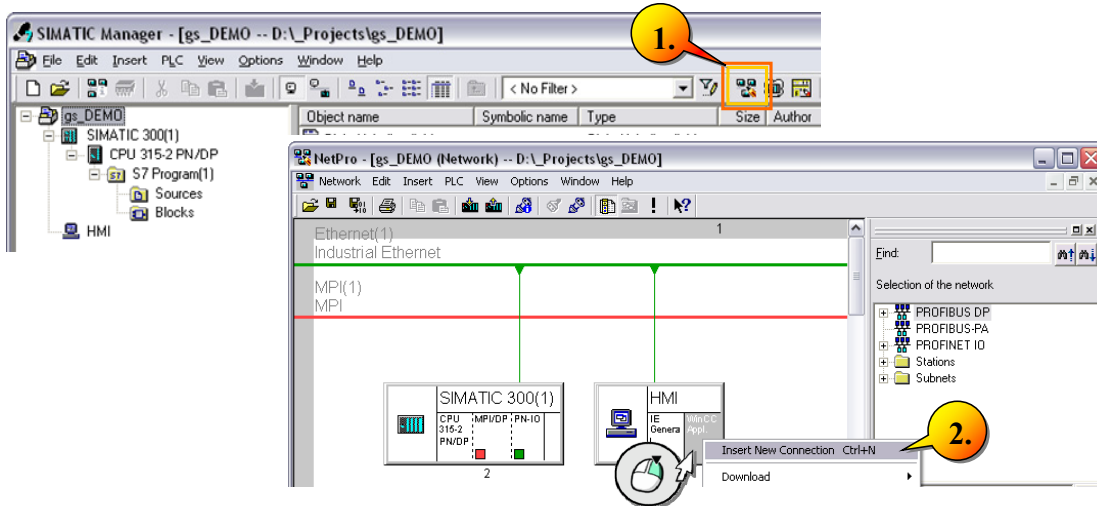 SIMATIC Manager - [gs_DEMO -- D:\_Projects\gs_DEMO]
File Edit Insert PLC View Options Window Help
< No Filter >
1.
gs_DEMO
SIMATIC 300(1)
CPU 315-2 PN/DP
S7 Program(1)
Sources
Blocks
HMI
Object name Symbolic name Type Size Author
NetPro - [gs_DEMO (Network) -- D:\_Projects\gs_DEMO]
Network Edit Insert PLC View Options Window Help
Ethernet(1) 1
Industrial Ethernet
MPI(1)
MPI
SIMATIC 300(1)
CPU MPI/DP PN-IO
315-2
PN/DP
2
HMI
IE WinCC
Genera Appl.
l
Insert New Connection Ctrl+N
Download
2.
Find:
Selection of the network
PROFIBUS DP
PROFIBUS-PA
PROFINET IO
Stations
Subnets